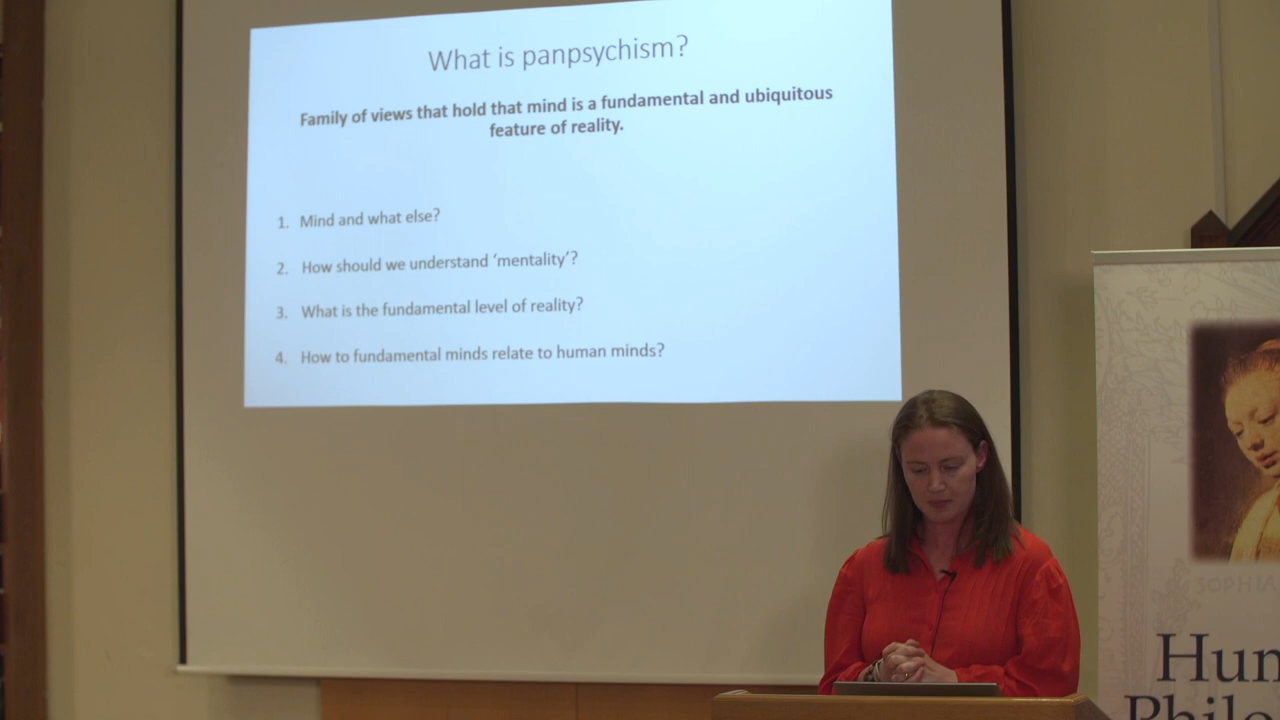 What is panpsychism?
Family of views that hold that mind is a fundamental and ubiquitous
feature of reality.
1. Mind and what else?
2. How should we understand ‘mentality’?
3. What is the fundamental level of reality?
4. How to fundamental minds relate to human minds?
SOPHIA
Hum
Philo